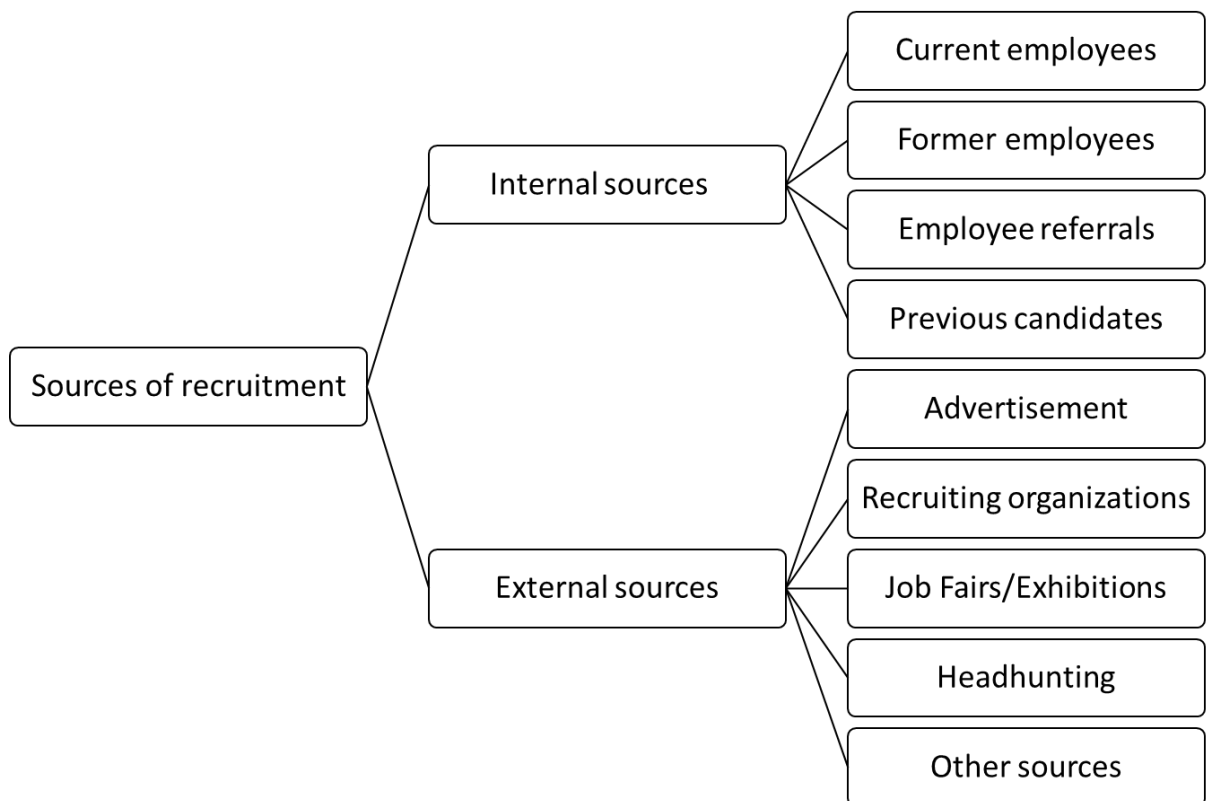 Sources of recruitment
Internal sources
Current employees
Former employees
Employee referrals
Previous candidates
External sources
Advertisement
Recruiting organizations
Job Fairs/Exhibitions
Headhunting
Other sources